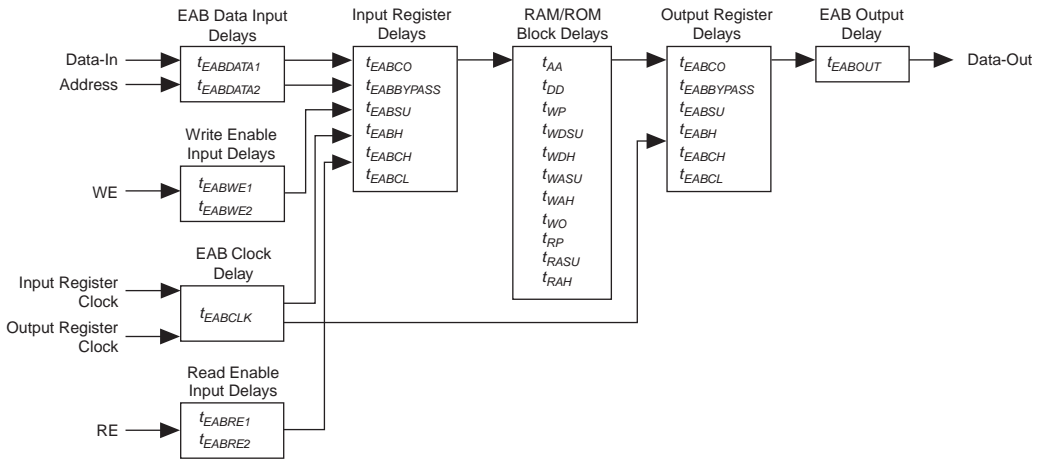 EAB Data Input
Delays
Data-In
Address
tEABDATA1
tEABDATA2
Write Enable
Input Delays
WE
tEABWE1
tEABWE2
EAB Clock
Delay
Input Register
Clock
Output Register
Clock
tEABCLK
Read Enable
Input Delays
RE
tEABRE1
tEABRE2
Input Register
Delays
tEABCO
tEABBYPASS
tEABSU
tEABH
tEABCH
tEABCL
RAM/ROM
Block Delays
tAA
tDD
tWP
tWDSU
tWDH
tWASU
tWAH
tWO
tRP
tRASU
tRAH
Output Register
Delays
tEABCO
tEABBYPASS
tEABSU
tEABH
tEABCH
tEABCL
EAB Output
Delay
tEABOUT
Data-Out